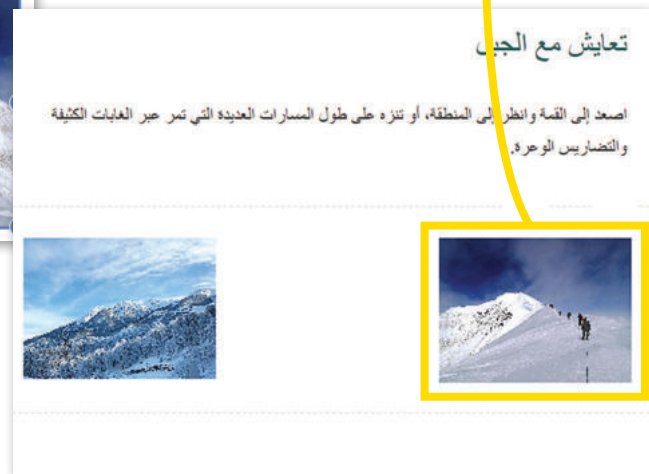 تعايش مع الجبل
اصعد إلى القمة وانظر إلى المنطقة، أو تنزه على طول المسارات العديدة التي تمر عبر الغابات الكثيفة
والتضاريس الوعرة.